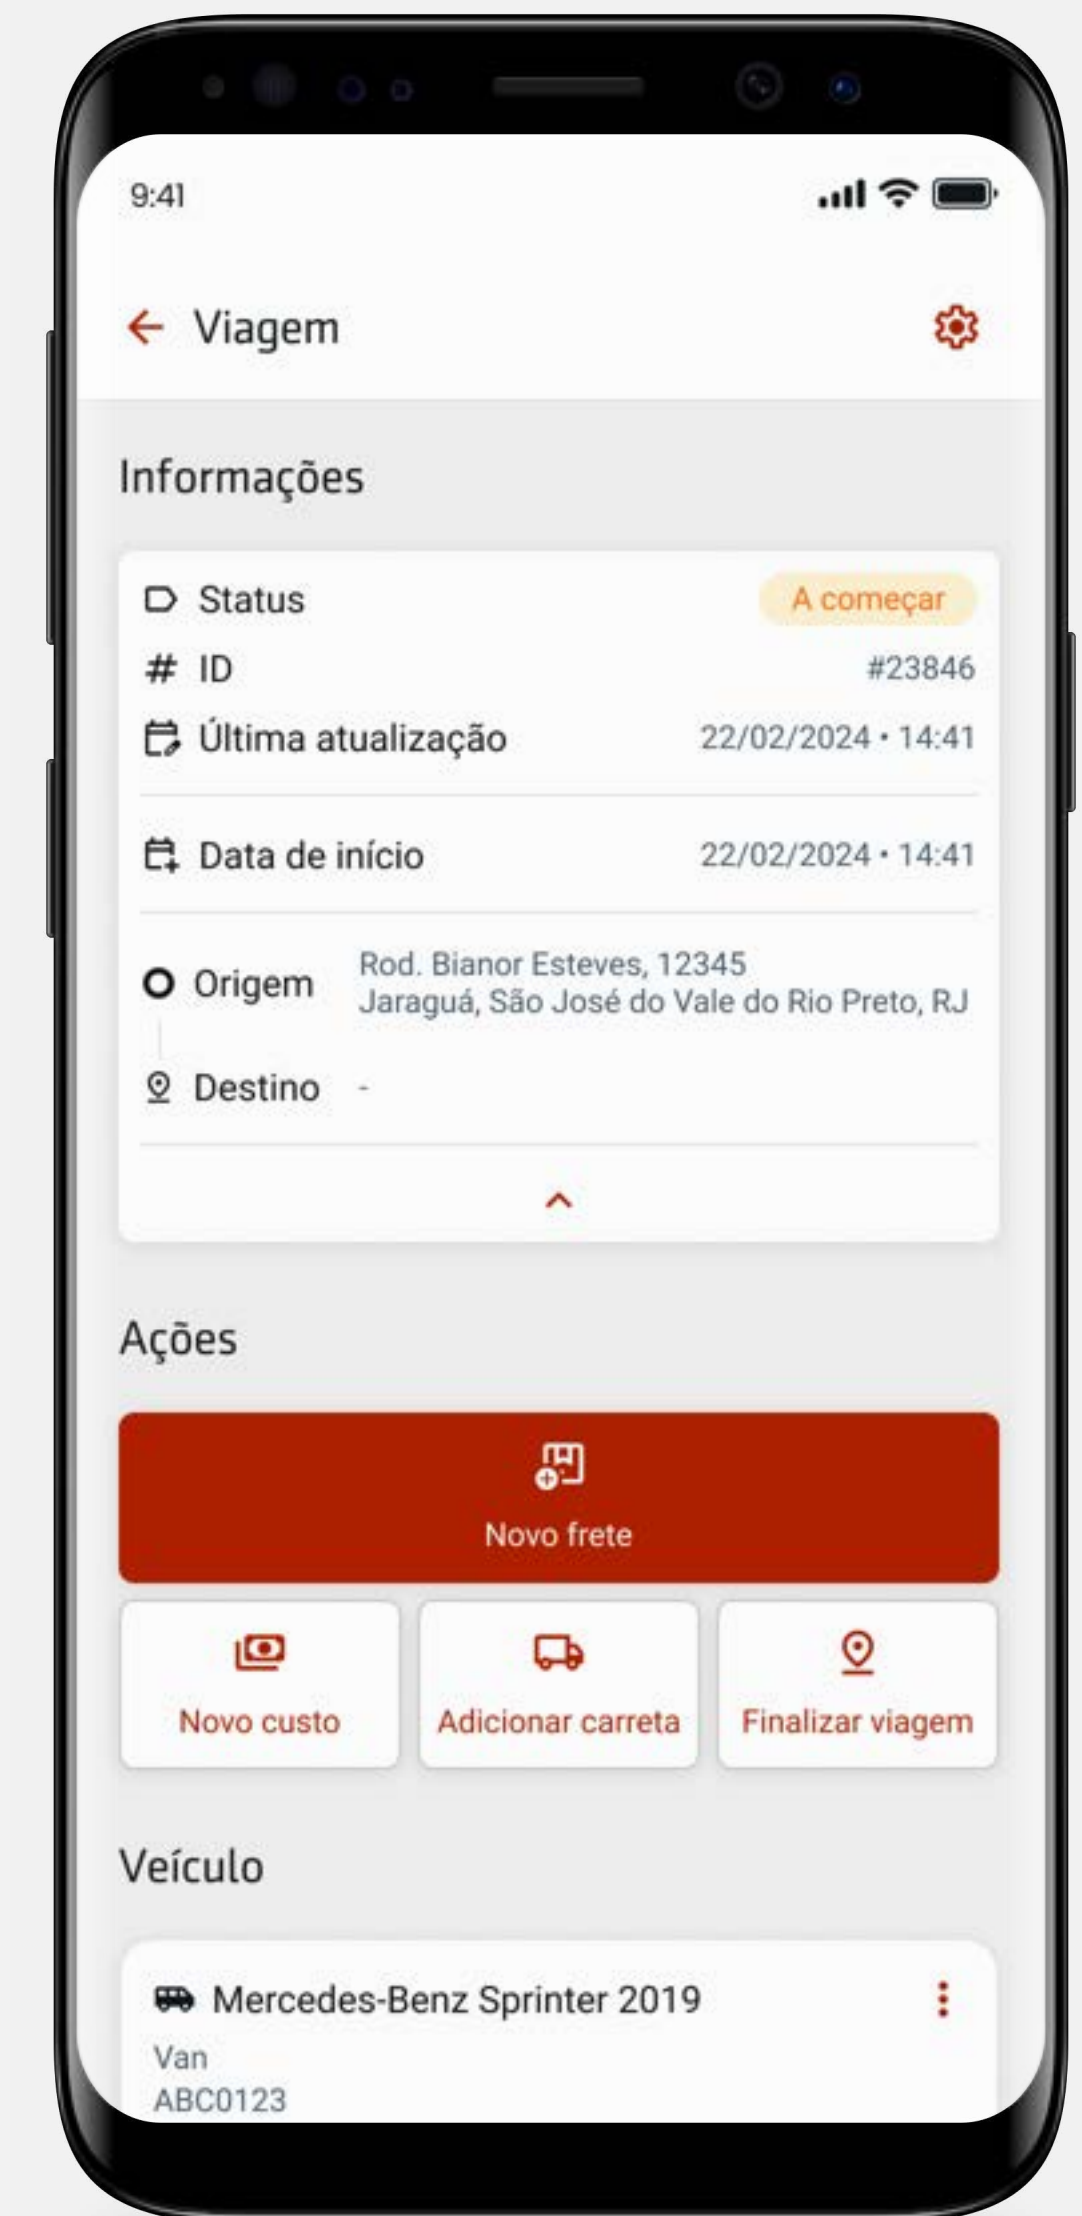 9:41
Viagem
Informações
Status A começar
# ID #23846
Última atualização 22/02/2024 • 14:41
Data de início 22/02/2024 • 14:41
Origem Rod. Bianor Esteves, 12345
Jaraguá, São José do Vale do Rio Preto, RJ
Destino -
Ações
Novo frete
Novo custo Adicionar carreta Finalizar viagem
Veículo
Mercedes-Benz Sprinter 2019
Van
ABC0123